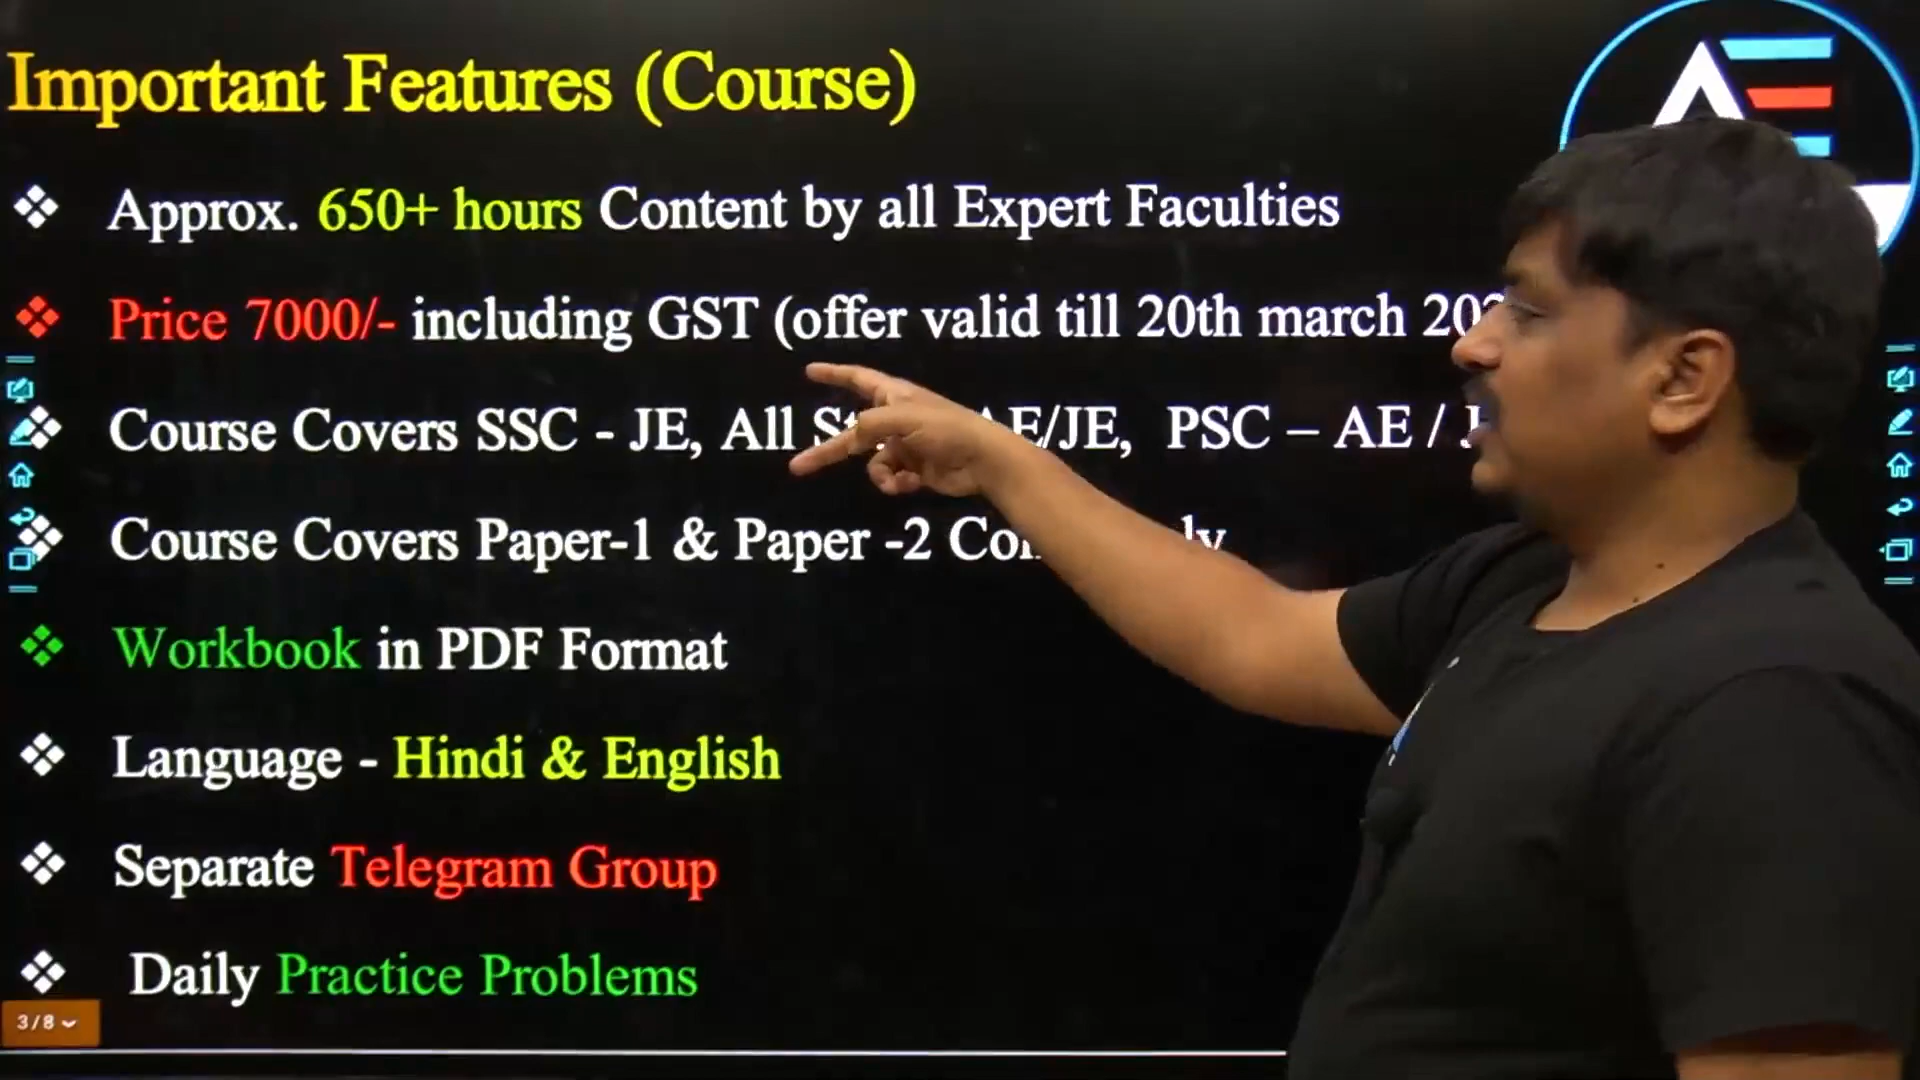 Important Features (Course)
Approx. 650+ hours Content by all Expert Faculties
Price 7000/- including GST (offer valid till 20th march
Course Covers SSC - JE, All AE/JE, PSC – AE /
Course Covers Paper-1 & Paper -2
Workbook in PDF Format
Language - Hindi & English
Separate Telegram Group
Daily Practice Problems
3/8